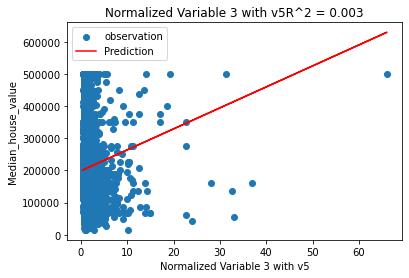 Normalized Variable 3 with v5R^2 = 0.003
observation
Prediction
Median_house_value
600000
500000
400000
300000
200000
100000
0
0 10 20 30 40 50 60
Normalized Variable 3 with v5